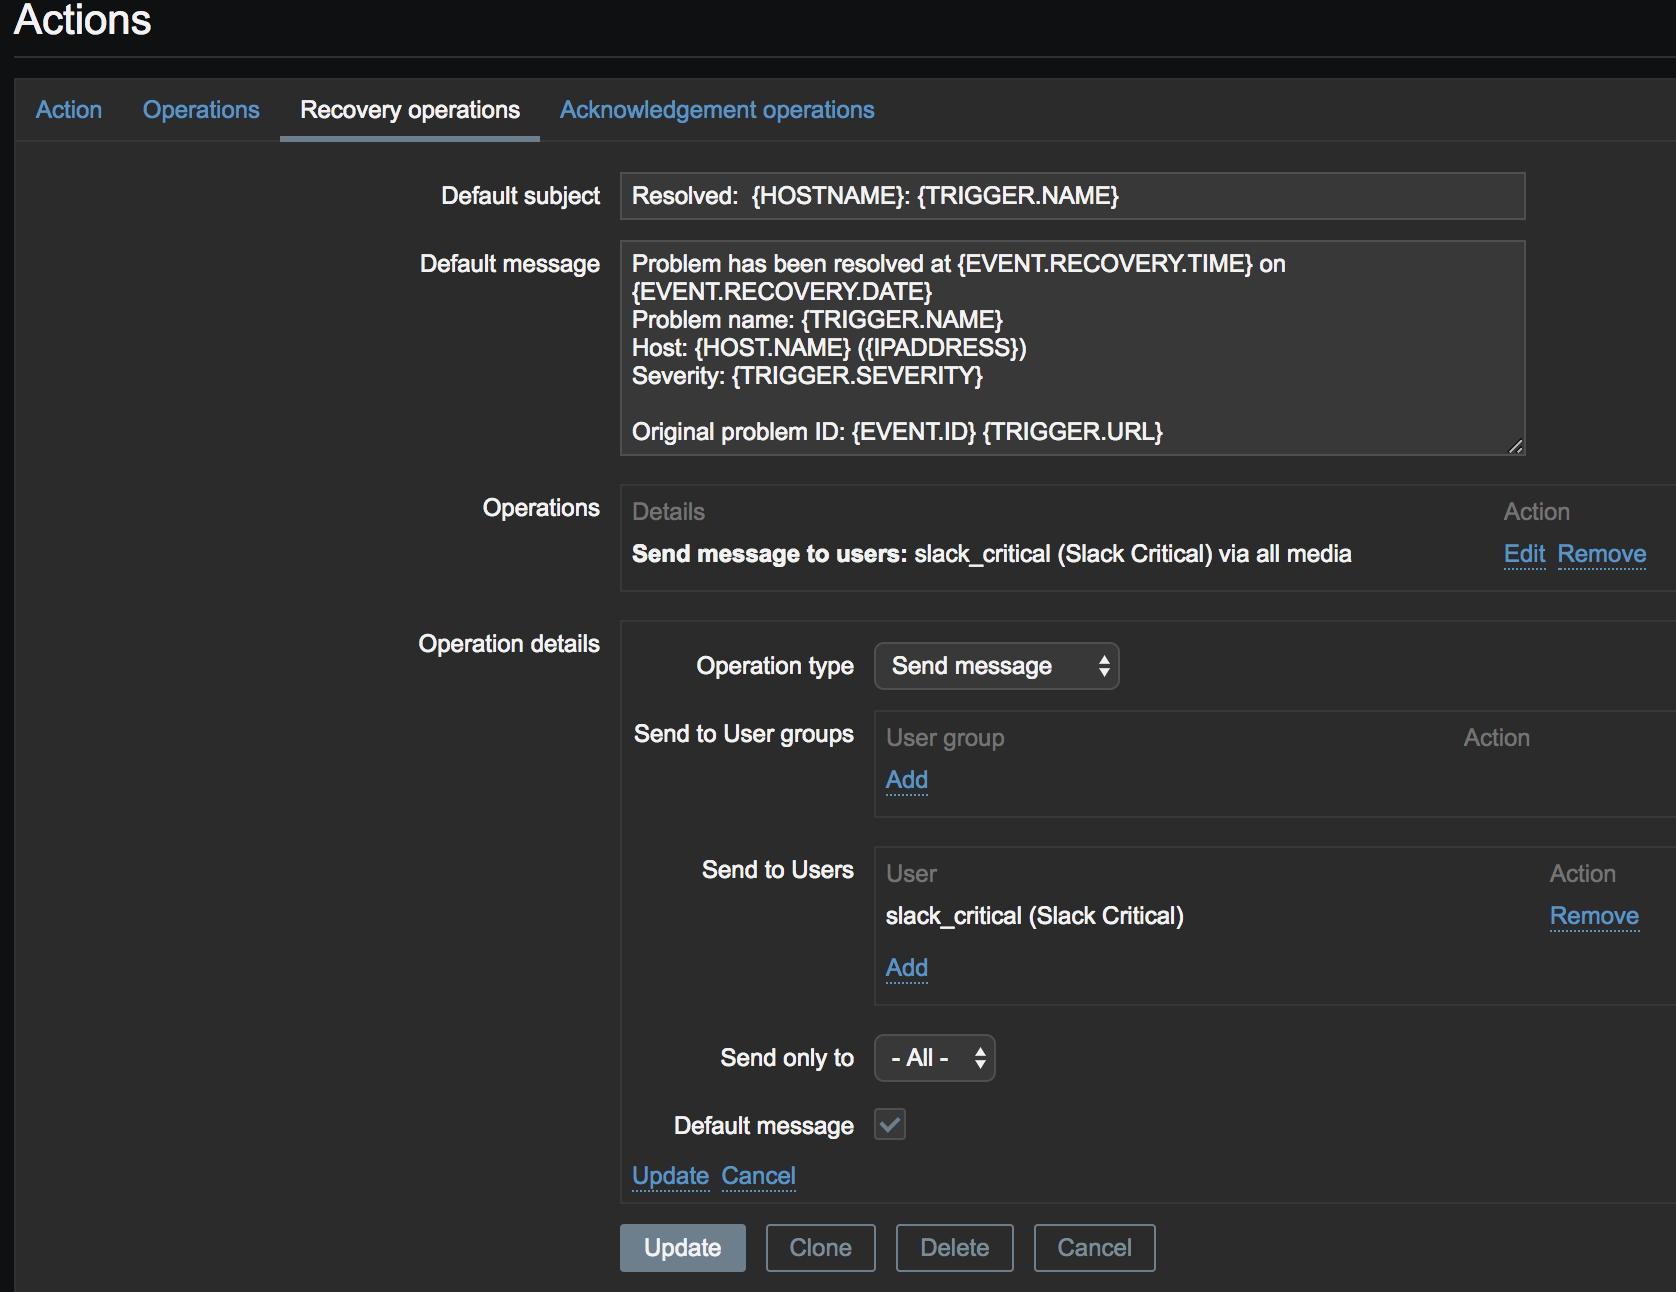 Actions
Action Operations Recovery operations Acknowledgement operations
Default subject Resolved:  {HOSTNAME}: {TRIGGER.NAME}
Default message Problem has been resolved at {EVENT.RECOVERY.TIME} on
{EVENT.RECOVERY.DATE}
Problem name: {TRIGGER.NAME}
Host: {HOST.NAME} ({IPADDRESS})
Severity: {TRIGGER.SEVERITY}
Original problem ID: {EVENT.ID} {TRIGGER.URL}
Operations Details Action
Send message to users: slack_critical (Slack Critical) via all media Edit Remove
Operation details
Operation type Send message
Send to User groups User group Action
Add
Send to Users User Action
slack_critical (Slack Critical) Remove
Add
Send only to - All -
Default message
Update Cancel
Update Clone Delete Cancel